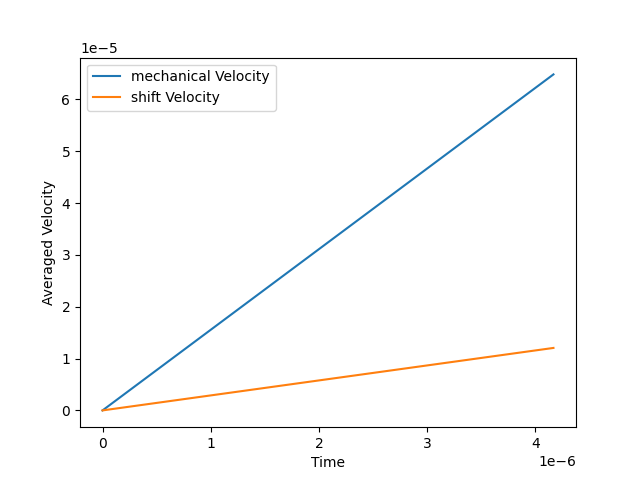 1e−5
mechanical Velocity
shift Velocity
6
5
4
3
2
1
0
Averaged Velocity
0 1 2 3 4
1e−6
Time